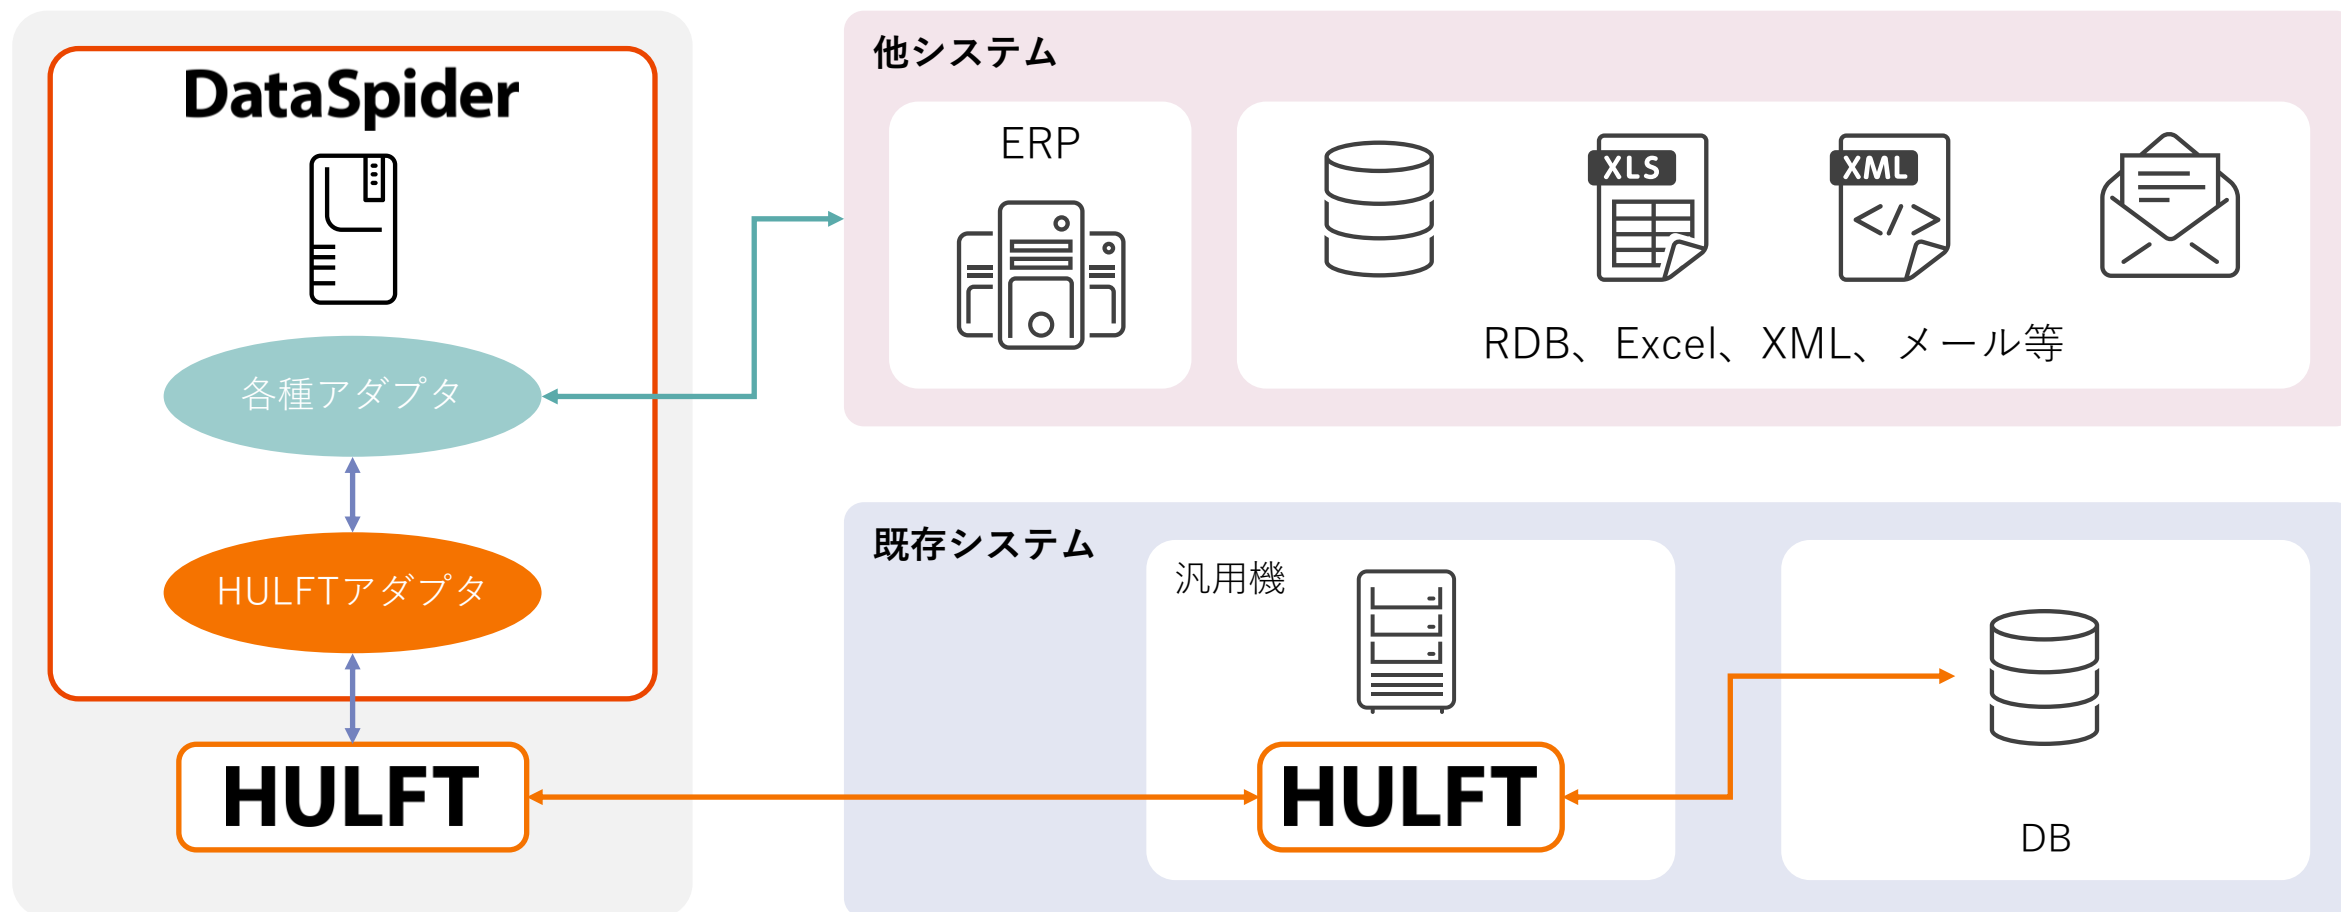 DataSpider
各種アダプタ
HULFTアダプタ
HULFT
他システム
ERP
XLS
XML
</>
RDB、Excel、XML、メール等
既存システム
汎用機
HULFT
DB